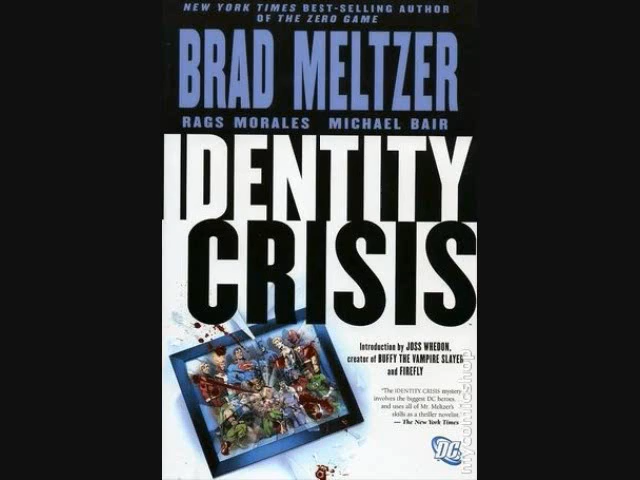 NEW YORK TIMES BEST-SELLING AUTHOR
OF THE ZERO GAME
BRAD MELTZER
RAGS MORALES MICHAEL BAIR
IDENTITY
CRISIS
Introduction by JOSS WHEDON,
creator of BUFFY THE VAMPIRE SLAYER
and FIREFLY
"The IDENTITY CRISIS mystery
involves the biggest DC heroes,
and uses all of Mr. Meltzer's
skills as a thriller novelist."
— The New York Times
DC
mycomicshop